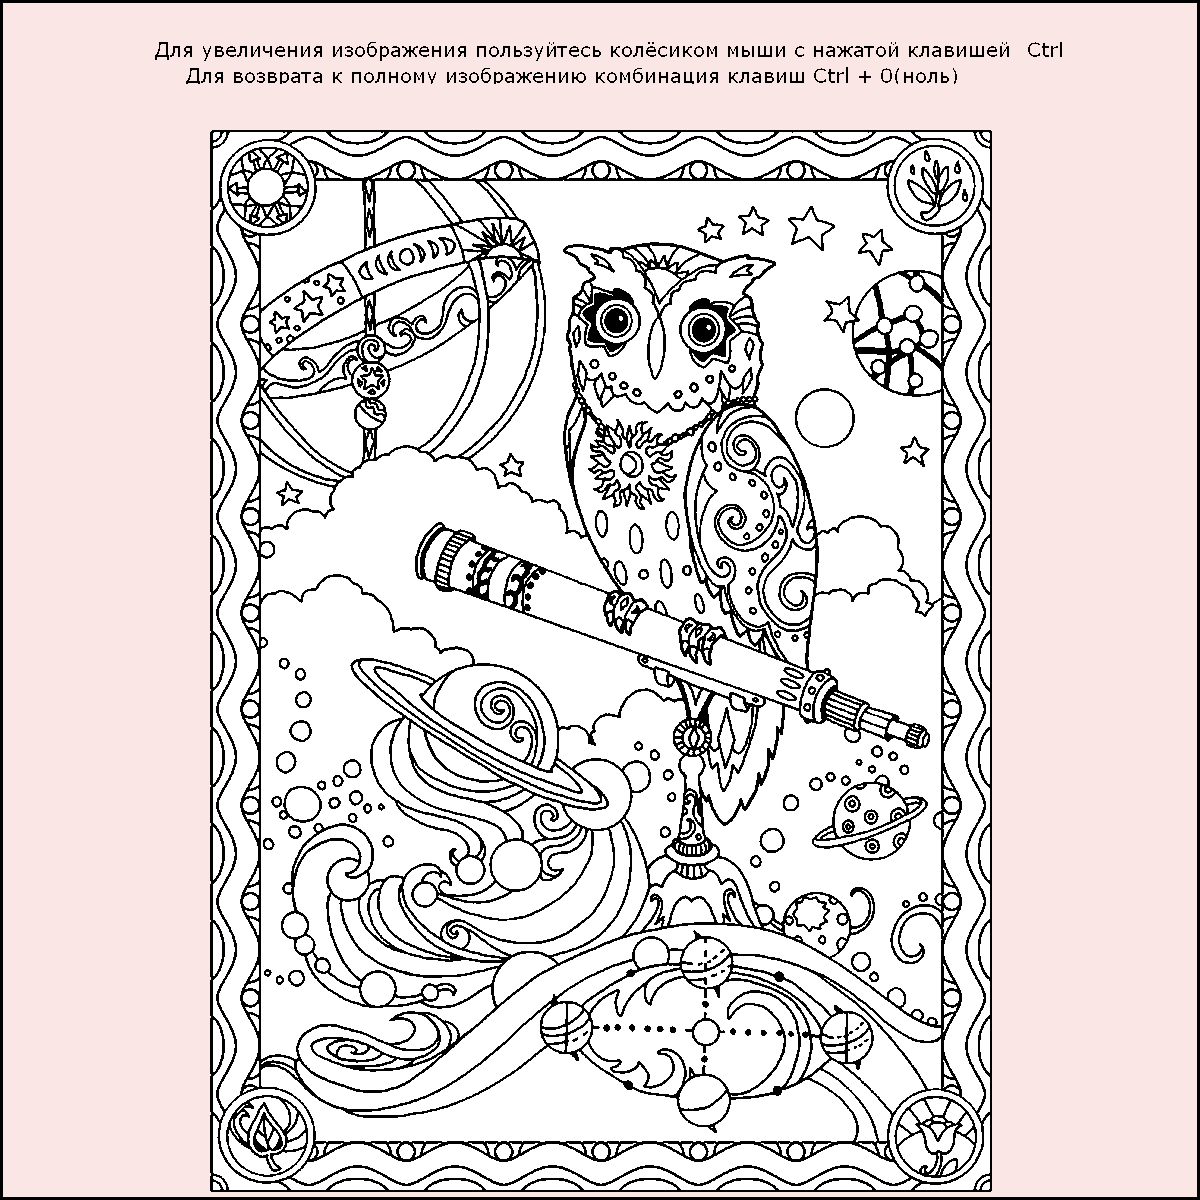 Для увеличения изображения пользуйтесь колёсиком мыши с нажатой клавишей Ctrl
Для возврата к полному изображению комбинация клавиш Ctrl + 0(ноль)